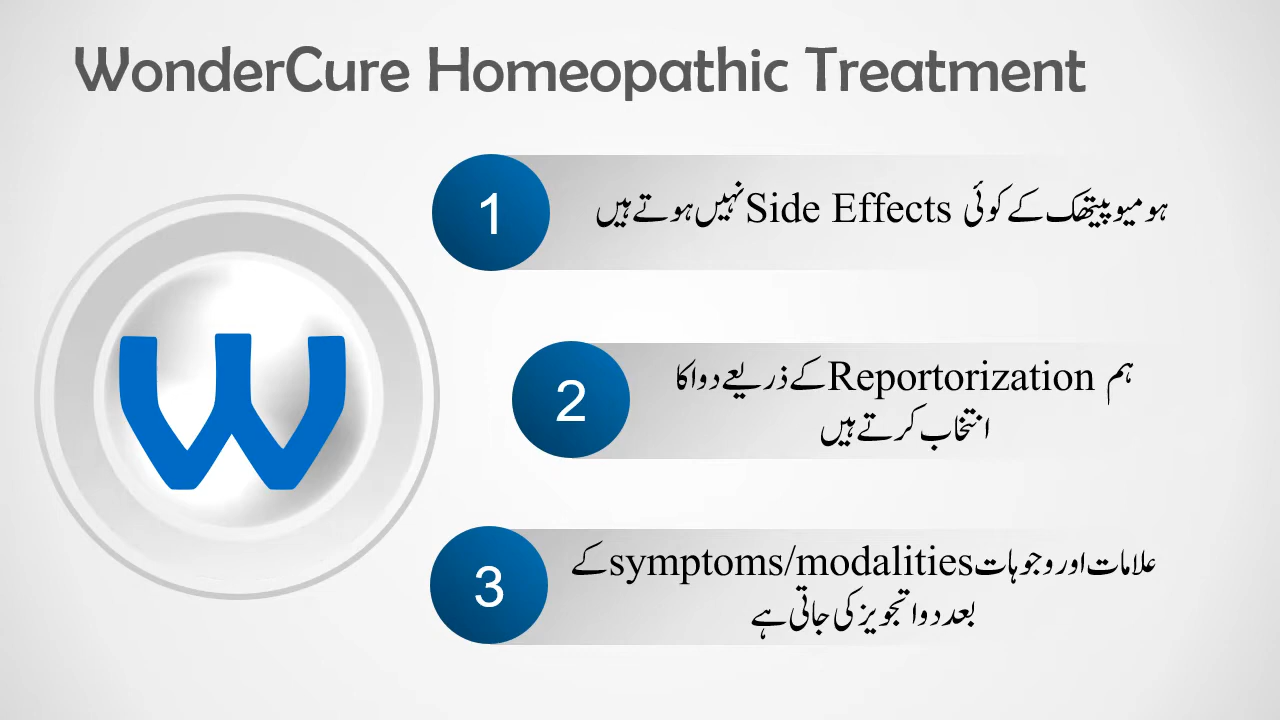 WonderCure Homeopathic Treatment
1
ہومیوپیتھک کے کوئی Side Effects نہیں ہوتے ہیں
W
2
ہم Reportorization کے ذریعے دوا کا
انتخاب کرتے ہیں
3
علامات اور وجوہات symptoms/modalities کے
بعد دوا تجویز کی جاتی ہے